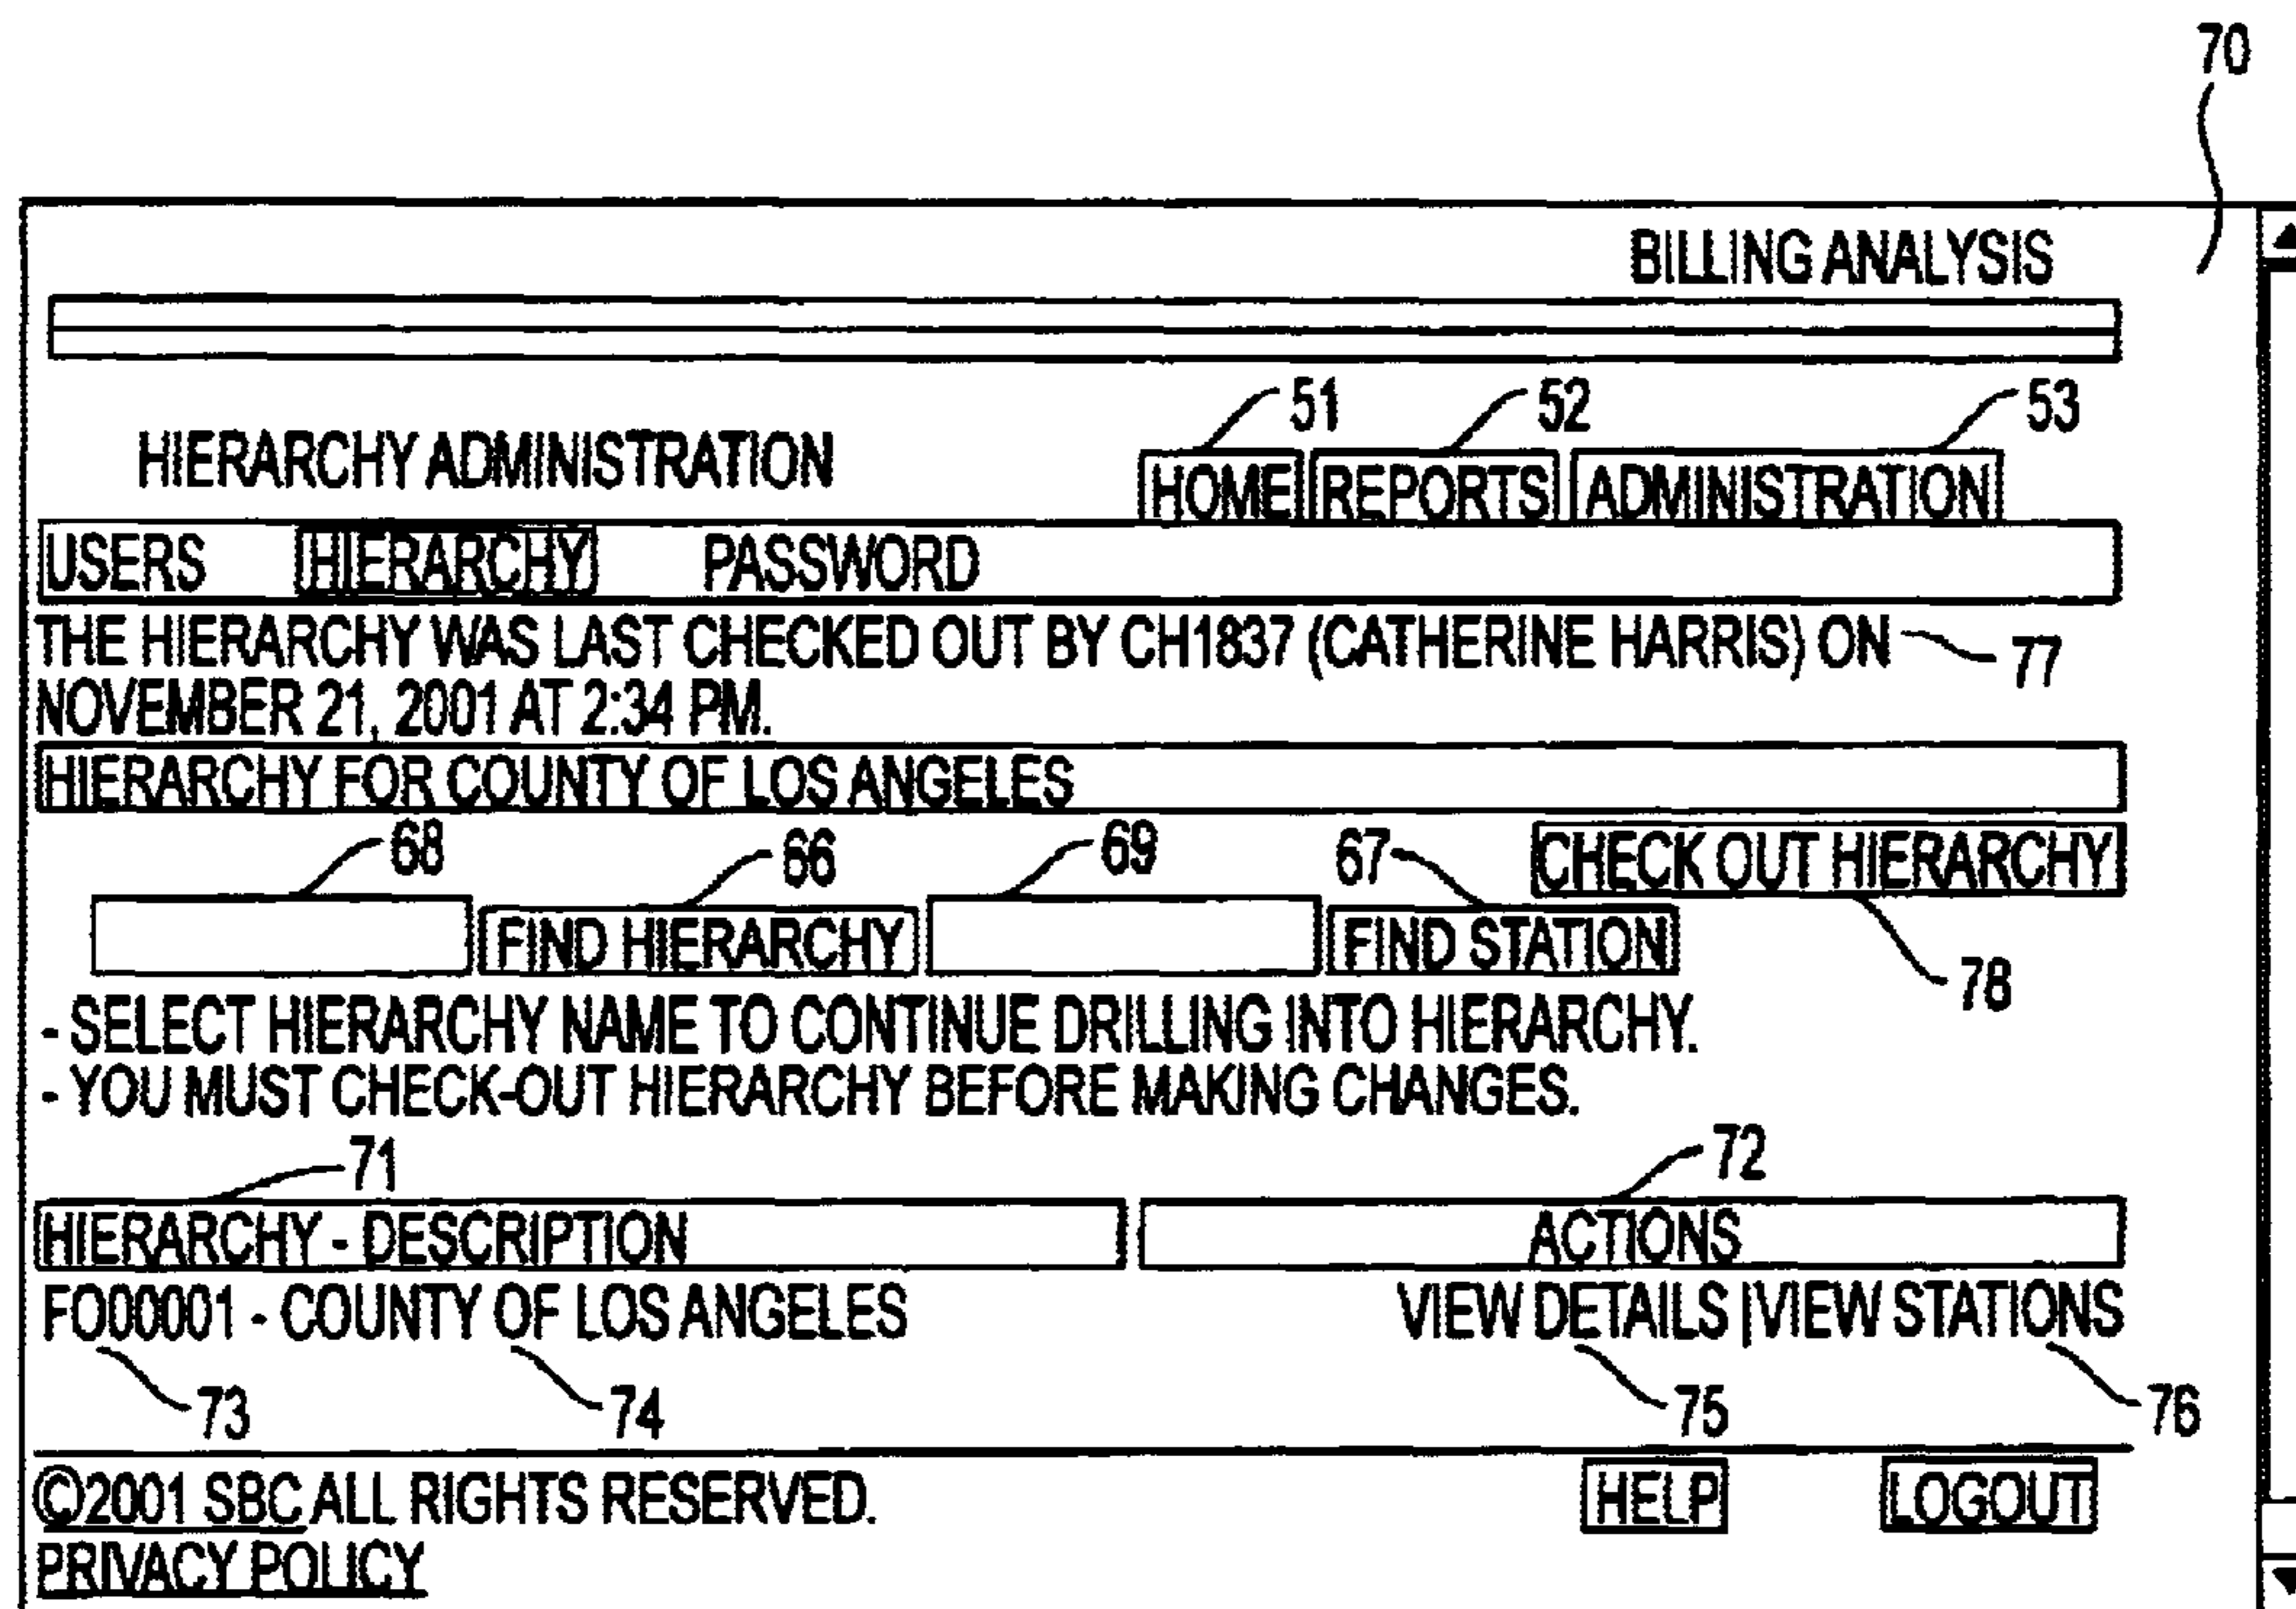 70
BILLING ANALYSIS
51 52 53
HIERARCHY ADMINISTRATION HOME REPORTS ADMINISTRATION
USERS HIERARCHY PASSWORD
THE HIERARCHY WAS LAST CHECKED OUT BY CH1837 (CATHERINE HARRIS) ON 77
NOVEMBER 21, 2001 AT 2:34 PM.
HIERARCHY FOR COUNTY OF LOS ANGELES
68 66 69 67 CHECK OUT HIERARCHY
FIND HIERARCHY FIND STATION
78
- SELECT HIERARCHY NAME TO CONTINUE DRILLING INTO HIERARCHY.
- YOU MUST CHECK-OUT HIERARCHY BEFORE MAKING CHANGES.
71 72
HIERARCHY - DESCRIPTION ACTIONS
FO00001 - COUNTY OF LOS ANGELES VIEW DETAILS |VIEW STATIONS
73 74 75 76
©2001 SBC ALL RIGHTS RESERVED. HELP LOGOUT
PRIVACY POLICY